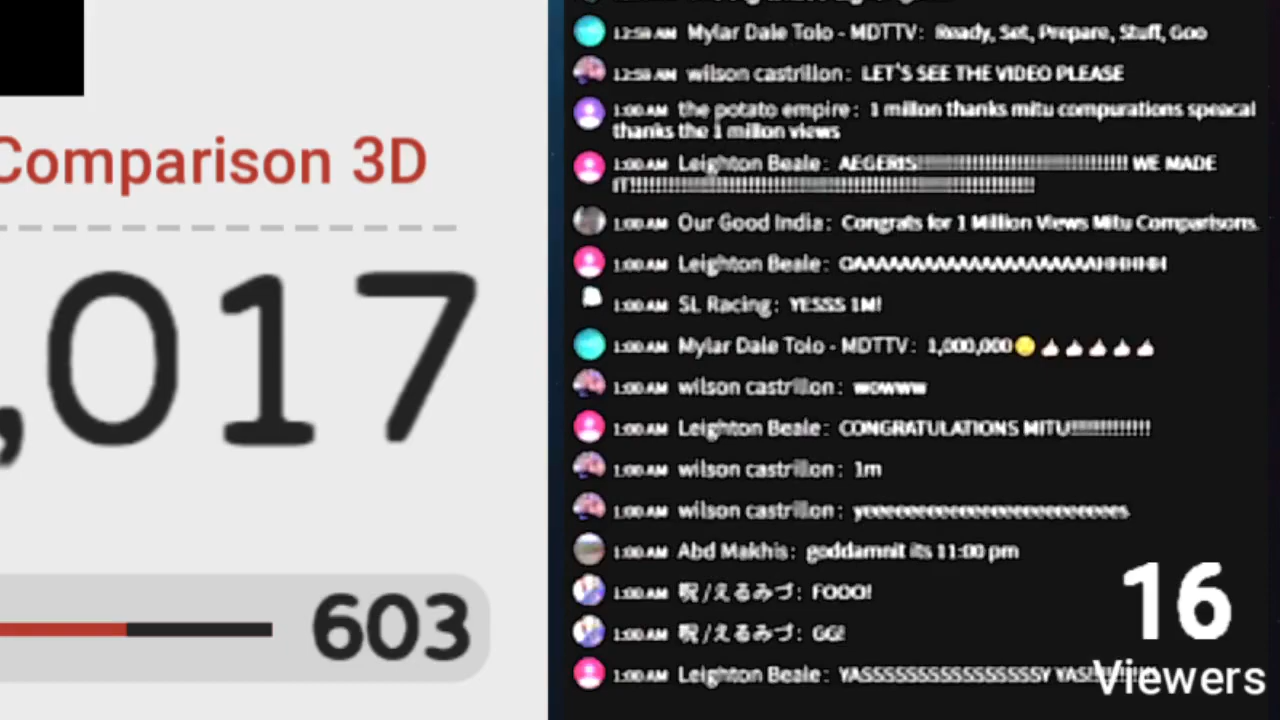 Comparison 3D
,017
603
12:59 AM Mylar Dale Tolo - MDTTV: Ready, Set, Prepare, Stuff, Goo
12:59 AM wilson castrillon: LET'S SEE THE VIDEO PLEASE
1:00 AM the potato empire: 1 millon thanks mitu compurations speacal
thanks the 1 millon views
1:00 AM Leighton Beale: WE MADE
1:00 AM Our Good India: Congrats for 1 Million Views Mitu Comparisons.
1:00 AM Leighton Beale:
1:00 AM SL Racing: YESSS 1M!
1:00 AM Mylar Dale Tolo - MDTTV: 1,000,000
1:00 AM wilson castrillon: wowww
1:00 AM Leighton Beale: CONGRATULATIONS MITU!!!!!!!!!!!!!
1:00 AM wilson castrillon: 1m
1:00 AM wilson castrillon:
1:00 AM Abd Makhis: goddamnit its 11:00 pm
1:00 AM 呪/えるみづ: FOOO!
1:00 AM 呪/えるみづ: GG!
1:00 AM Leighton Beale:
16
Viewers